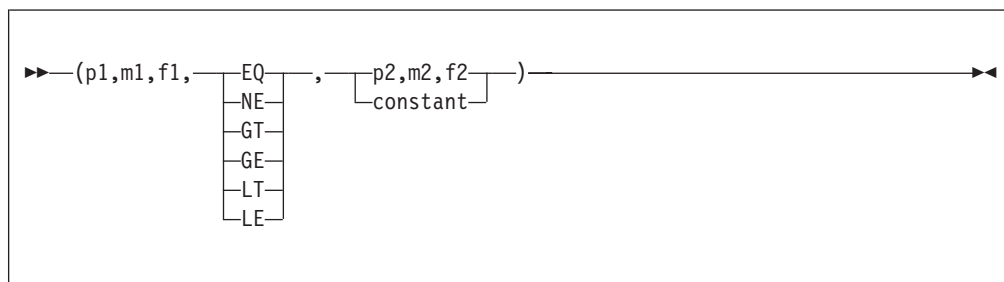 (p1,m1,f1, EQ , p2,m2,f2 )
NE constant
GT
GE
LT
LE